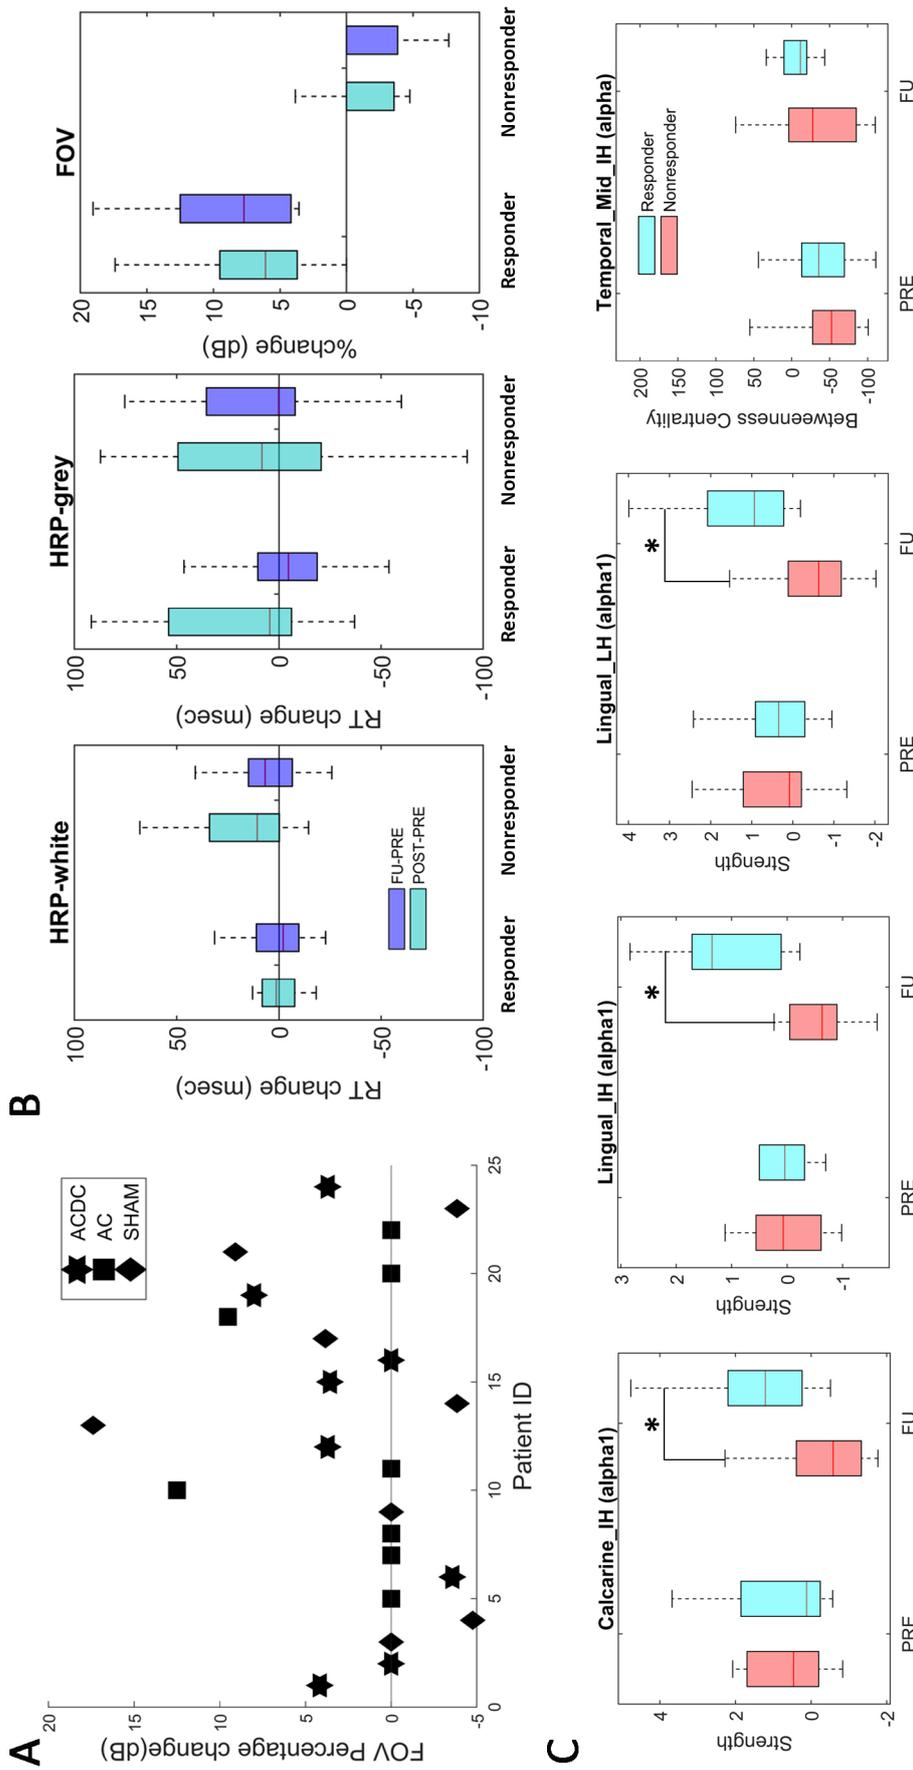 A
FOV Percentage change(dB)
20
15
10
5
0
-5
0
5
10
15
20
25
Patient ID
ACDC
AC
SHAM
B
HRP-white
RT change (msec)
100
50
0
-50
-100
Responder
Nonresponder
FU-PRE
POST-PRE
HRP-grey
RT change (msec)
100
50
0
-50
-100
Responder
Nonresponder
FOV
%change (dB)
20
15
10
5
0
-5
-10
Responder
Nonresponder
C
Calcarine_IH (alpha1)
Strength
4
2
0
-2
*
PRE
FU
Lingual_IH (alpha1)
Strength
3
2
1
0
-1
*
PRE
FU
Lingual_LH (alpha1)
Strength
4
3
2
1
0
-1
-2
*
PRE
FU
Temporal_Mid_IH (alpha)
Betweenness Centrality
200
150
100
50
0
-50
-100
Responder
Nonresponder
PRE
FU